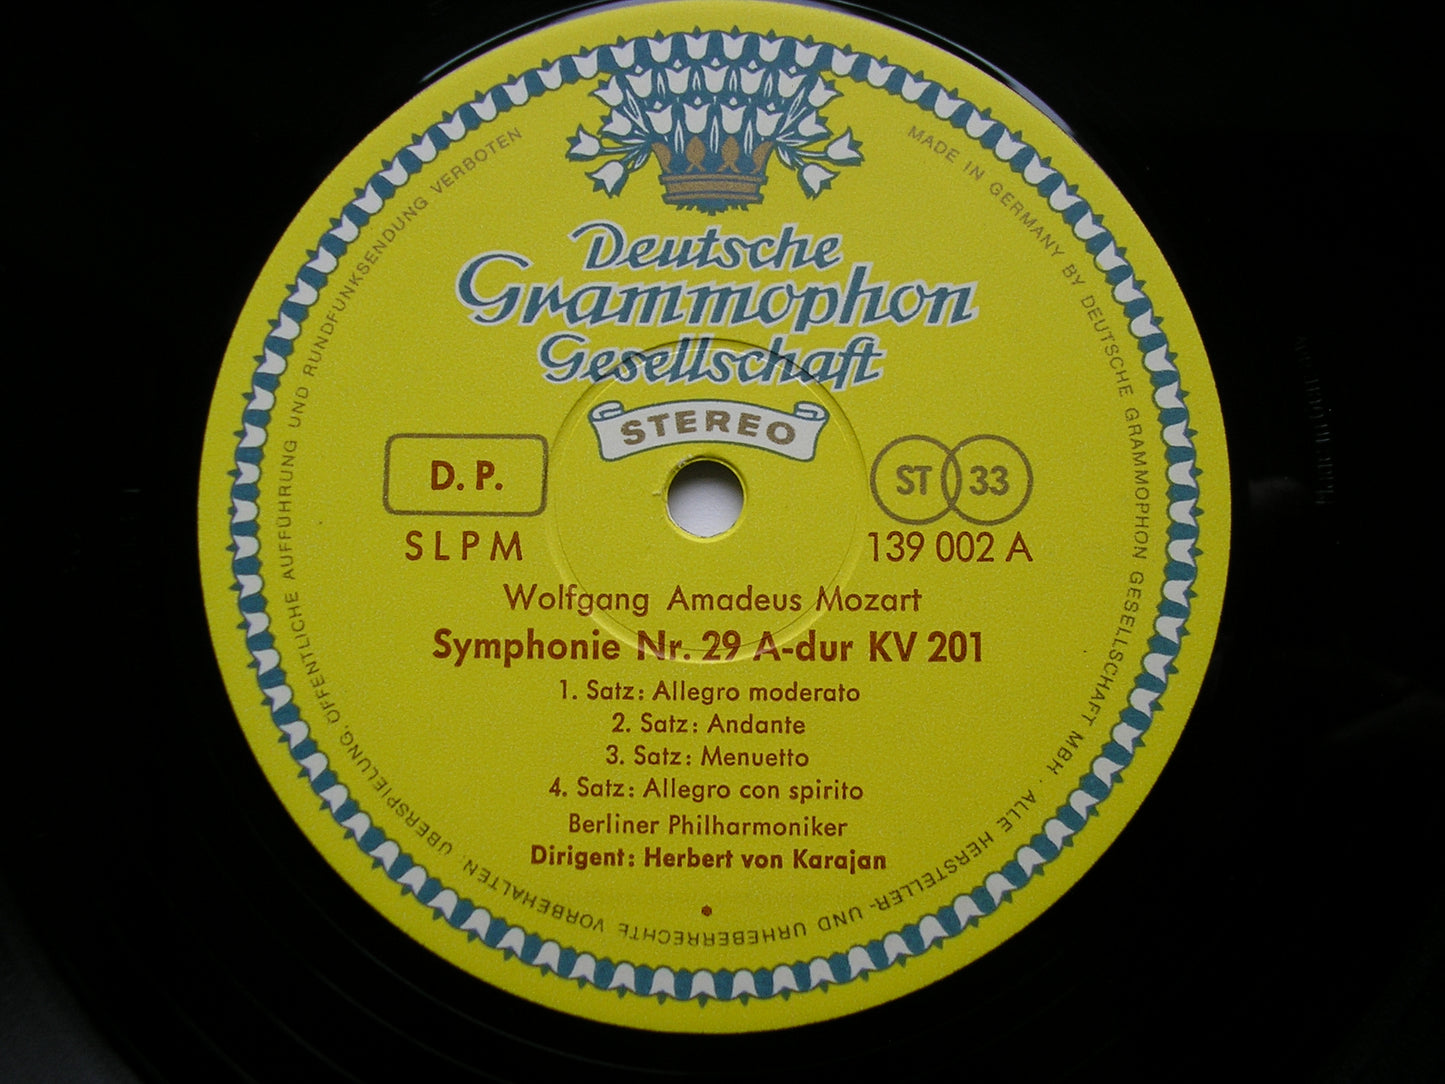 Deutsche
Grammophon
Gesellschaft
STEREO
D. P.
ST 33
SLPM
139 002 A
Wolfgang Amadeus Mozart
Symphonie Nr. 29 A-dur KV 201
1. Satz: Allegro moderato
2. Satz: Andante
3. Satz: Menuetto
4. Satz: Allegro con spirito
Berliner Philharmoniker
Dirigent: Herbert von Karajan
MADE IN GERMANY BY DEUTSCHE GRAMMOPHON GESELLSCHAFT MBH . ALLE HERSTELLER- UND URHEBERRECHTE VORBEHALTEN. ÜBERSPIELUNG, ÖFFENTLICHE AUFFÜHRUNG UND RUNDFUNKSENDUNG VERBOTEN